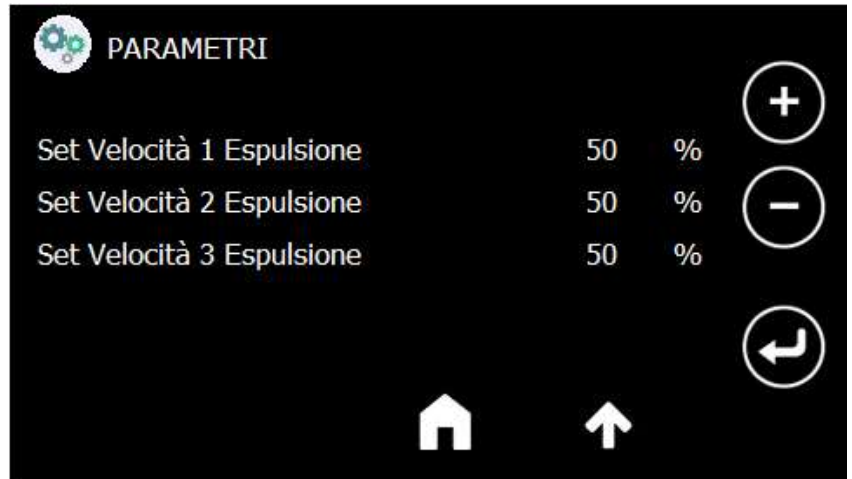 PARAMETRI
Set Velocità 1 Espulsione 50 %
Set Velocità 2 Espulsione 50 %
Set Velocità 3 Espulsione 50 %